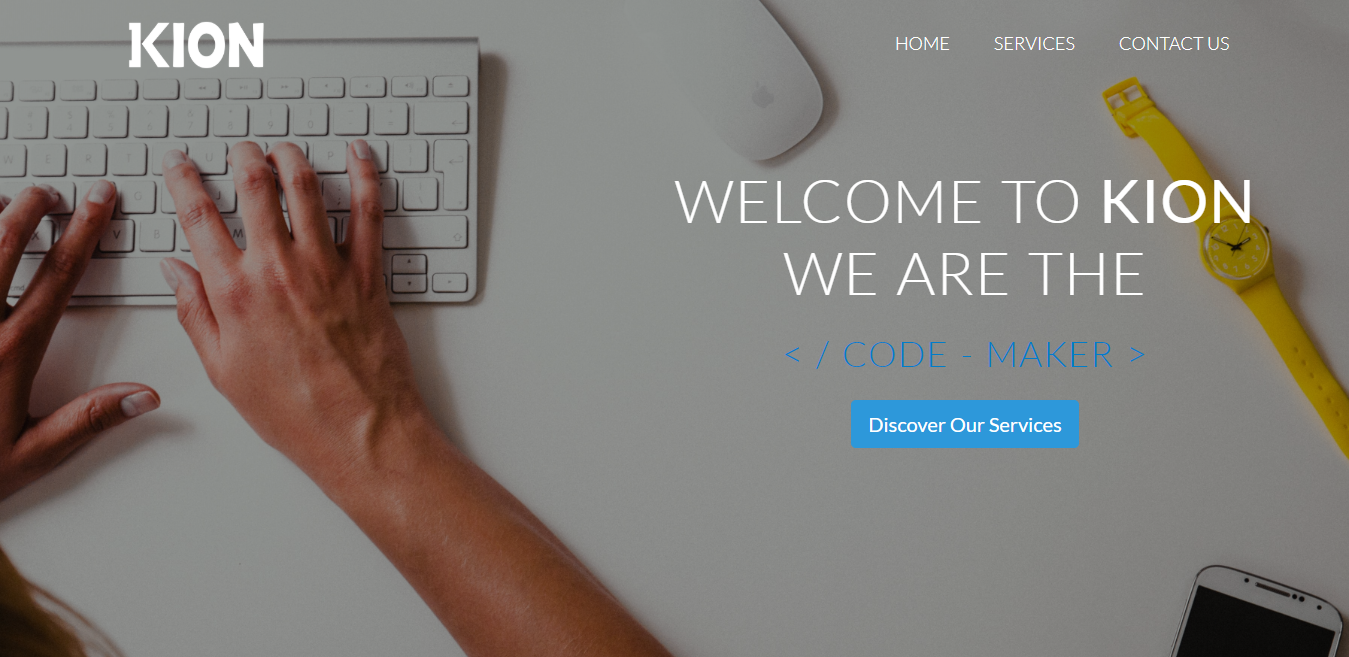 KION
HOME SERVICES CONTACT US
WELCOME TO KION
WE ARE THE
< / CODE - MAKER >
Discover Our Services